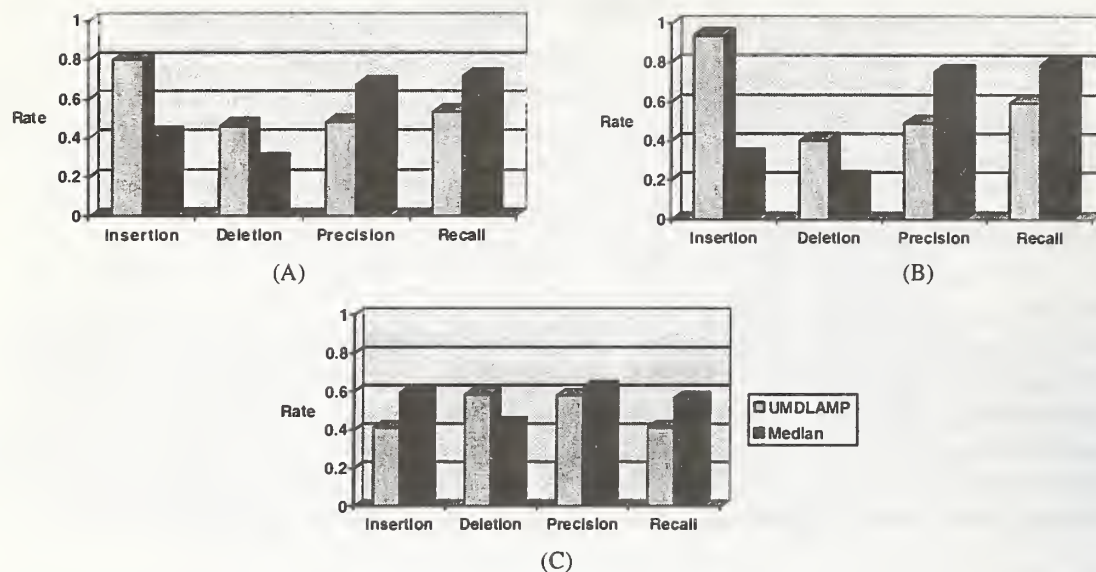 1
0.8
0.6
Rate
0.4
0.2
0
Insertion Deletion Precision Recall
(A)
1
0.8
0.6
Rate
0.4
0.2
0
Insertion Deletion Precision Recall
(B)
1
0.8
0.6
Rate
0.4
0.2
0
Insertion Deletion Precision Recall
UMDLAMP
Median
(C)